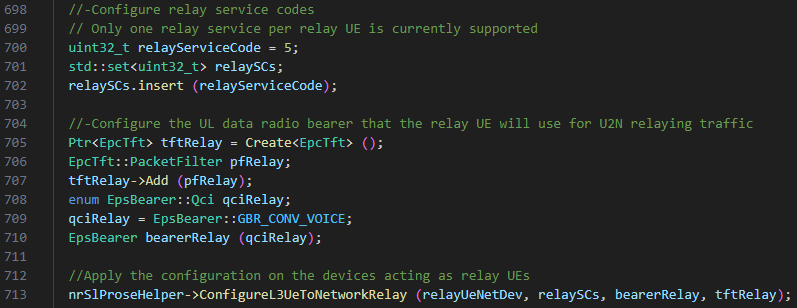 698 //-Configure relay service codes
699 // Only one relay service per relay UE is currently supported
700 uint32_t relayServiceCode = 5;
701 std::set<uint32_t> relaySCs;
702 relaySCs.insert (relayServiceCode);
703
704 //-Configure the UL data radio bearer that the relay UE will use for U2N relaying traffic
705 Ptr<EpcTft> tftRelay = Create<EpcTft> ();
706 EpcTft::PacketFilter pfRelay;
707 tftRelay->Add (pfRelay);
708 enum EpsBearer::Qci qciRelay;
709 qciRelay = EpsBearer::GBR_CONV_VOICE;
710 EpsBearer bearerRelay (qciRelay);
711
712 //Apply the configuration on the devices acting as relay UEs
713 nrSlProseHelper->ConfigureL3UeToNetworkRelay (relayUeNetDev, relaySCs, bearerRelay, tftRelay);